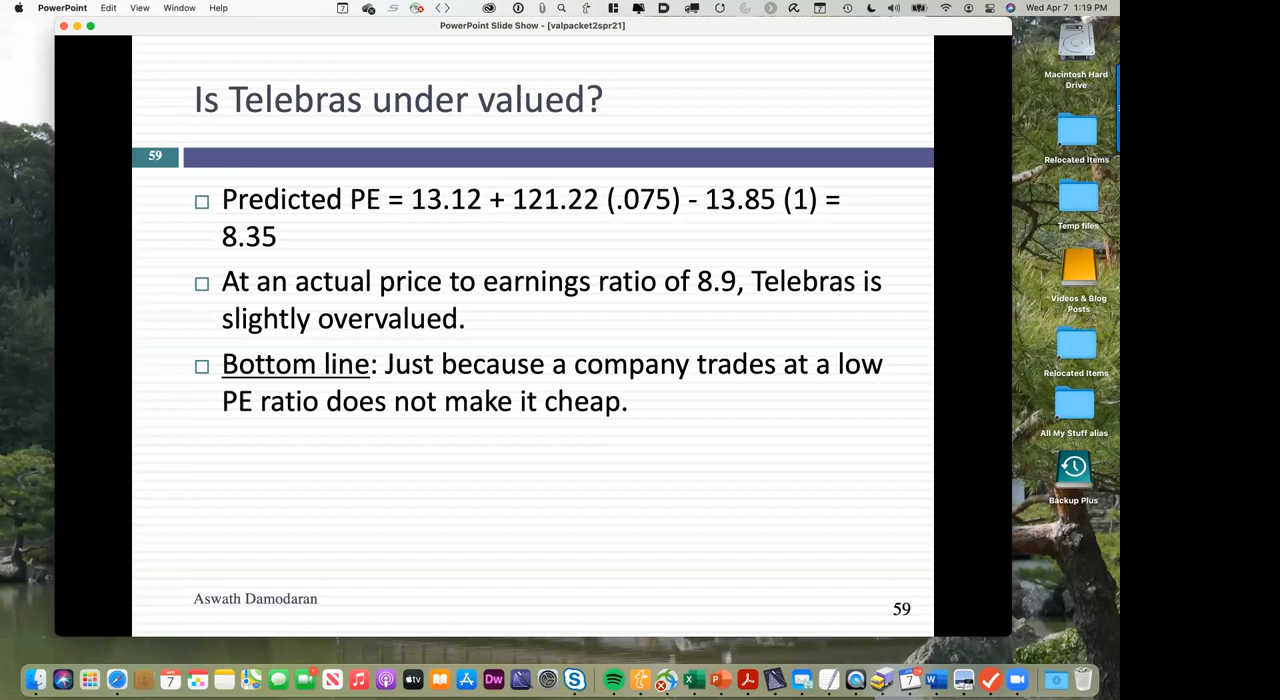 PowerPoint Edit View Window Help
Wed Apr 7 1:19 PM
PowerPoint Slide Show - [valpacket2spr21]
Is Telebras under valued?
59
Predicted PE = 13.12 + 121.22 (.075) - 13.85 (1) =
8.35
At an actual price to earnings ratio of 8.9, Telebras is
slightly overvalued.
Bottom line: Just because a company trades at a low
PE ratio does not make it cheap.
Aswath Damodaran
59
Macintosh Hard
Drive
Relocated Items
Temp files
Videos & Blog
Posts
Relocated Items
All My Stuff alias
Backup Plus